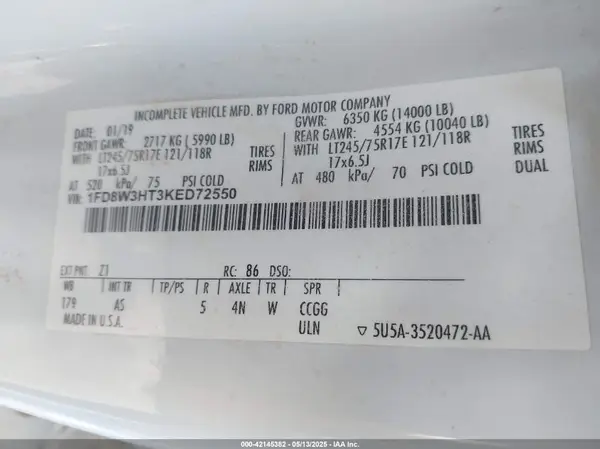 INCOMPLETE VEHICLE MFD. BY FORD MOTOR COMPANY
DATE: 01/19 GVWR: 6350 KG (14000 LB)
FRONT GAWR: 2717 KG (5990 LB) REAR GAWR: 4554 KG (10040 LB)
WITH LT245/75R17E 121/118R TIRES WITH LT245/75R17E 121/118R TIRES
17x6.5J RIMS 17x6.5J RIMS
AT 520 kPa/ 75 PSI COLD AT 480 kPa/ 70 PSI COLD DUAL
VIN: 1FD8W3HT3KED72550
EXT PNT: Z1 RC: 86 DSO:
WB INT TR TP/PS R AXLE TR SPR
179 AS 5 4N W CCGG
MADE IN U.S.A. ULN ▽ 5U5A-3520472-AA
000-42146382 - 05/13/2025 - IAA Inc.